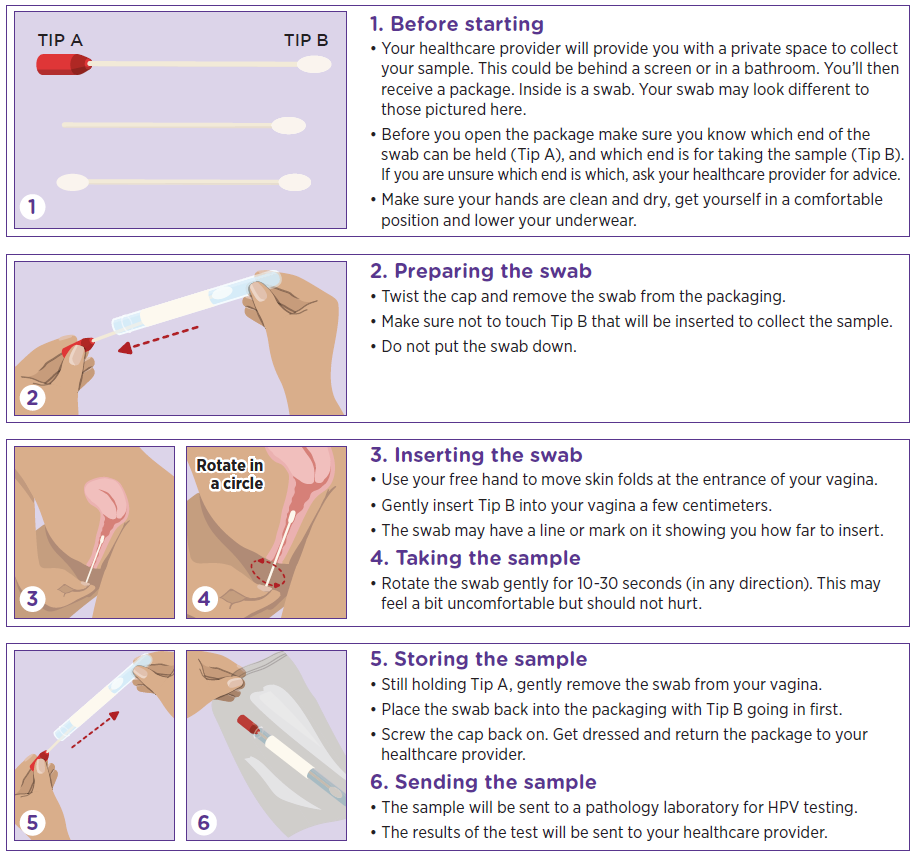 TIP A
TIP B
1
1. Before starting
• Your healthcare provider will provide you with a private space to collect
your sample. This could be behind a screen or in a bathroom. You’ll then
receive a package. Inside is a swab. Your swab may look different to
those pictured here.
• Before you open the package make sure you know which end of the
swab can be held (Tip A), and which end is for taking the sample (Tip B).
If you are unsure which end is which, ask your healthcare provider for advice.
• Make sure your hands are clean and dry, get yourself in a comfortable
position and lower your underwear.
2
2. Preparing the swab
• Twist the cap and remove the swab from the packaging.
• Make sure not to touch Tip B that will be inserted to collect the sample.
• Do not put the swab down.
3
Rotate in
a circle
4
3. Inserting the swab
• Use your free hand to move skin folds at the entrance of your vagina.
• Gently insert Tip B into your vagina a few centimeters.
• The swab may have a line or mark on it showing you how far to insert.
4. Taking the sample
• Rotate the swab gently for 10-30 seconds (in any direction). This may
feel a bit uncomfortable but should not hurt.
5
6
5. Storing the sample
• Still holding Tip A, gently remove the swab from your vagina.
• Place the swab back into the packaging with Tip B going in first.
• Screw the cap back on. Get dressed and return the package to your
healthcare provider.
6. Sending the sample
• The sample will be sent to a pathology laboratory for HPV testing.
• The results of the test will be sent to your healthcare provider.